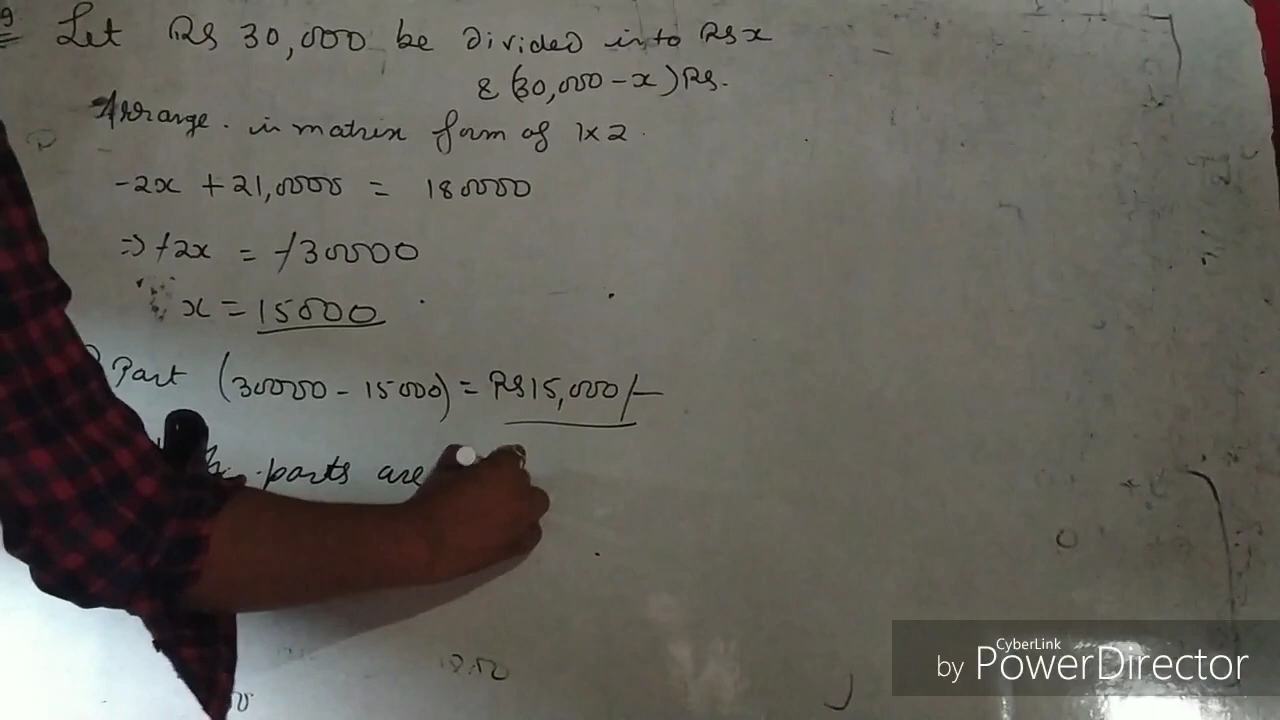 9
Let Rs 30,000 be divided into Rs x
& (30,000 - x) Rs.
Arrange. in matrix form of 1x2.
-2x + 21,0000 = 180000
=> +2x = +30000
x = 15000
Part (30000 - 15000) = Rs 15,000/-
parts are
CyberLink
by PowerDirector